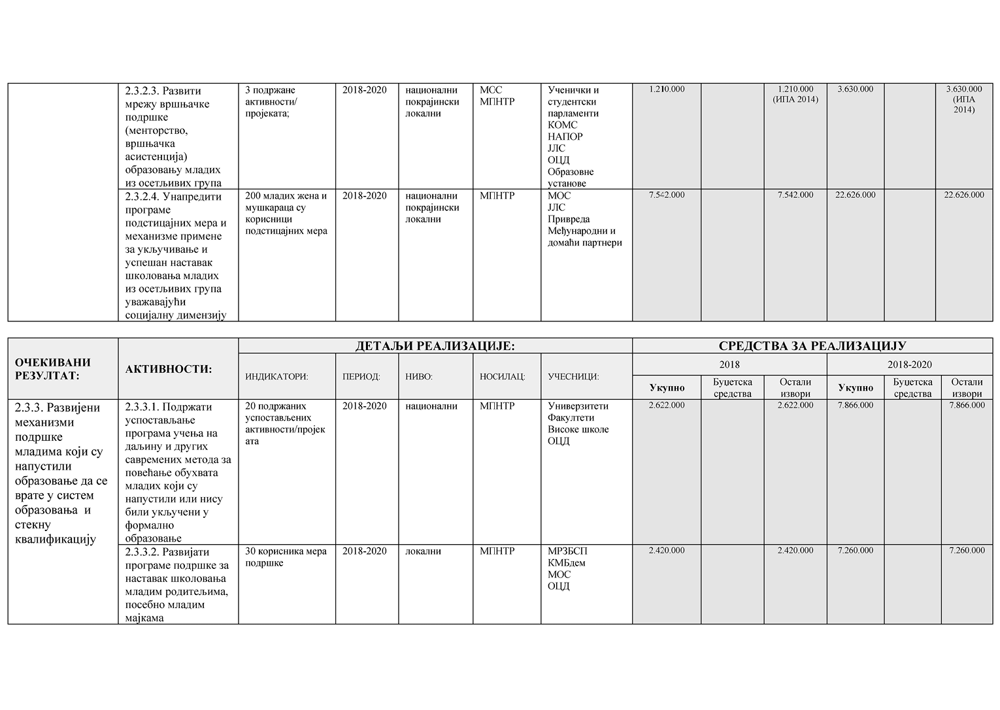 2.3.2.3. Развити
мрежу вршњачке
подршке
(менторство,
вршњачка
асистенција)
образовању младих
из осетљивих група
3 подржане
активности/
пројеката;
2018-2020
национални
покрајински
локални
МОС
МПНТР
Ученички и
студентски
парламенти
КОМС
НАПОР
ЈЛС
ОЦД
Образовне
установе
1.210.000
1.210.000
(ИПА 2014)
3.630.000
3.630.000
(ИПА
2014)
2.3.2.4. Унапредити
програме
подстицајних мера и
механизме примене
за укључивање и
успешан наставак
школовања младих
из осетљивих група
уважавајући
социјалну димензију
200 младих жена и
мушкараца су
корисници
подстицајних мера
2018-2020
национални
покрајински
локални
МПНТР
МОС
ЈЛС
Привреда
Међународни и
домаћи партнери
7.542.000
7.542.000
22.626.000
22.626.000
ОЧЕКИВАНИ
РЕЗУЛТАТ:
АКТИВНОСТИ:
ДЕТАЉИ РЕАЛИЗАЦИЈЕ:
СРЕДСТВА ЗА РЕАЛИЗАЦИЈУ
ИНДИКАТОРИ:
ПЕРИОД:
НИВО:
НОСИЛАЦ:
УЧЕСНИЦИ:
2018
2018-2020
Укупно
Буџетска
средства
Остали
извори
Укупно
Буџетска
средства
Остали
извори
2.3.3. Развијени
механизми
подршке
младима који су
напустили
образовање да се
врате у систем
образовања и
стекну
квалификацију
2.3.3.1. Подржати
успостављање
програма учења на
даљину и других
савремених метода за
повећање обухвата
младих који су
напустили или нису
били укључени у
формално
образовање
20 подржаних
успостављених
активности/пројек
ата
2018-2020
национални
МПНТР
Универзитети
Факултети
Високе школе
ОЦД
2.622.000
2.622.000
7.866.000
7.866.000
2.3.3.2. Развијати
програме подршке за
наставак школовања
младим родитељима,
посебно младим
мајкама
30 корисника мера
подршке
2018-2020
локални
МПНТР
МРЗБСП
КМБдем
МОС
ОЦД
2.420.000
2.420.000
7.260.000
7.260.000